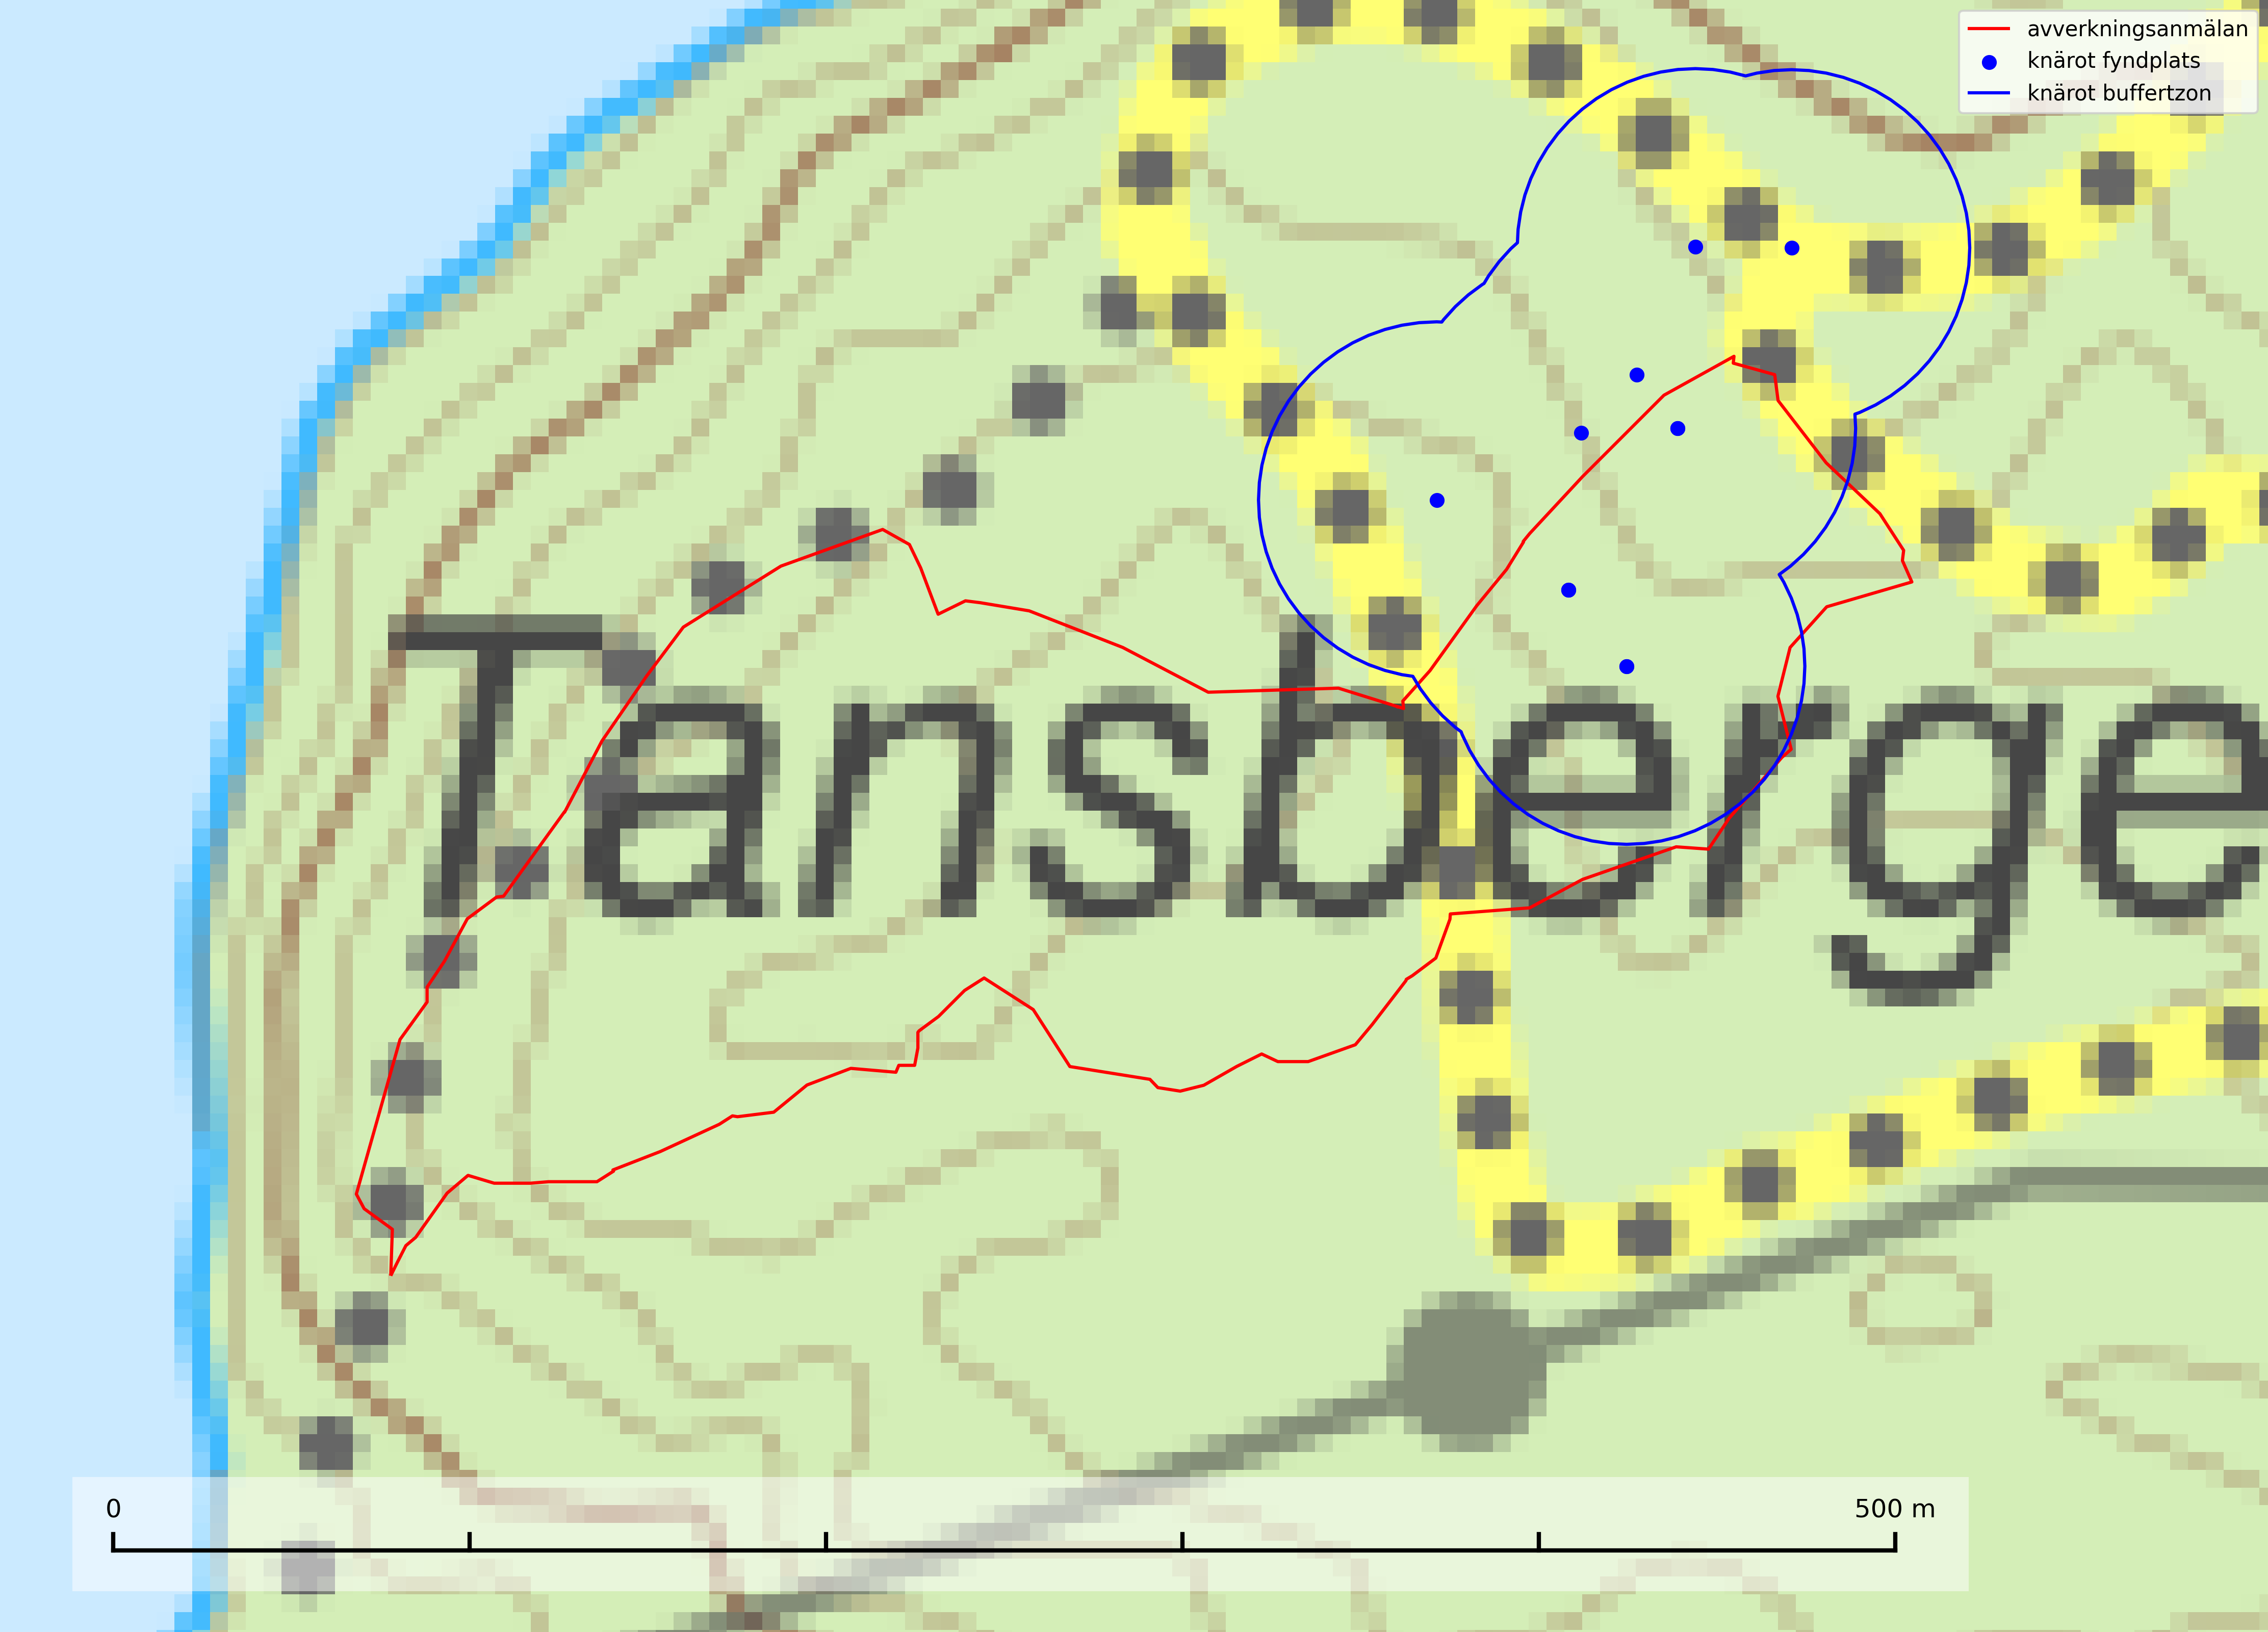 avverkningsanmälan
knärot fyndplats
knärot buffertzon
Tansberge
0
500 m